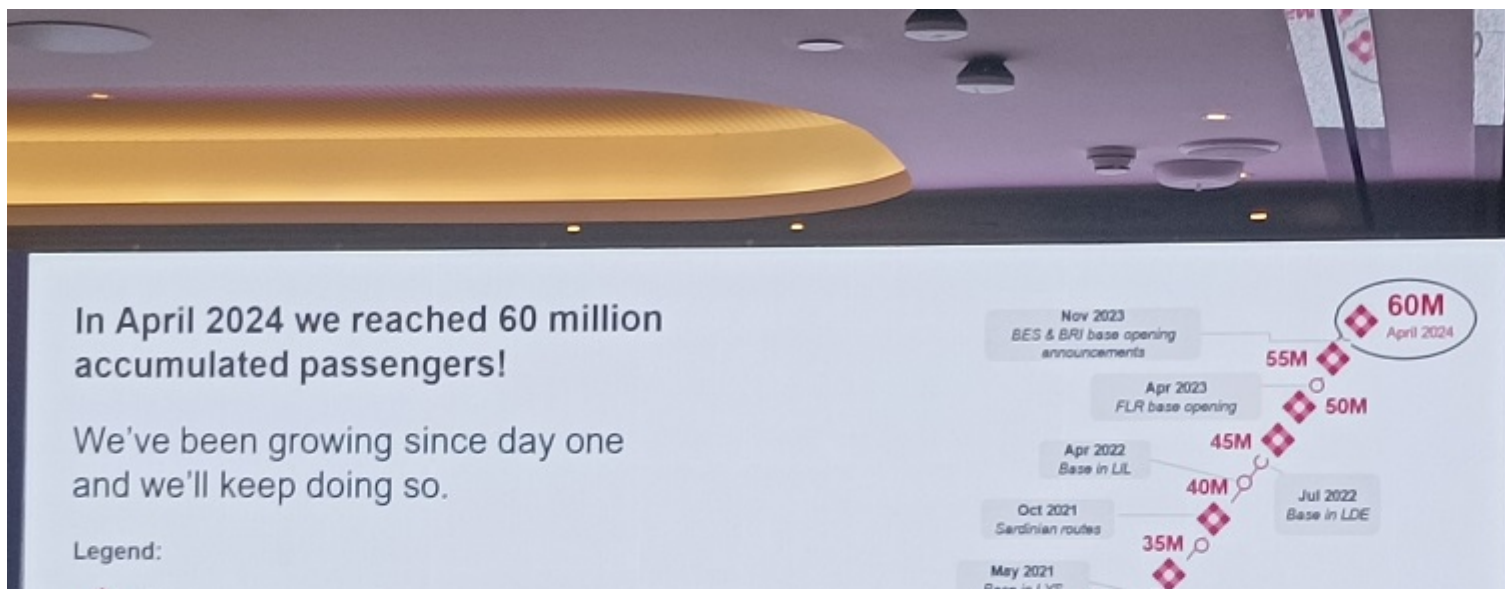 In April 2024 we reached 60 million
accumulated passengers!
We've been growing since day one
and we'll keep doing so.
Legend:
60M
April 2024
Nov 2023
BES & BRI base opening
announcements
55M
Apr 2023
FLR base opening
50M
45M
Apr 2022
Base in LIL
40M
Jul 2022
Base in LDE
Oct 2021
Sardinian routes
35M
May 2021
Base in LYS